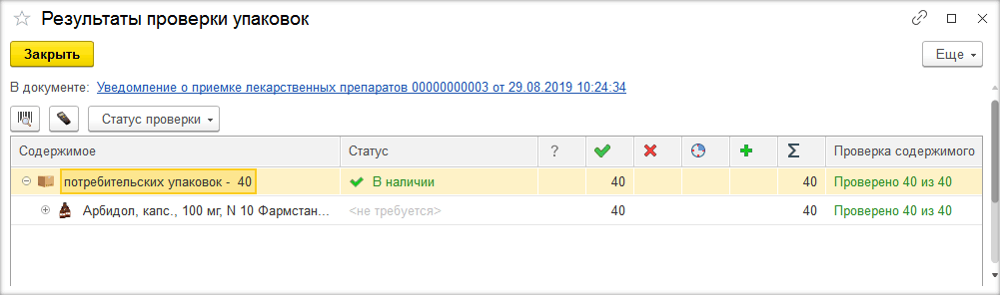 Результаты проверки упаковок
Закрыть
Еще
В документе: Уведомление о приемке лекарственных препаратов 00000000003 от 29.08.2019 10:24:34
Статус проверки
Содержимое Статус ? Σ Проверка содержимого
потребительских упаковок - 40 В наличии 40 40 Проверено 40 из 40
Арбидол, капс., 100 мг, N 10 Фармстан... <не требуется> 40 40 Проверено 40 из 40